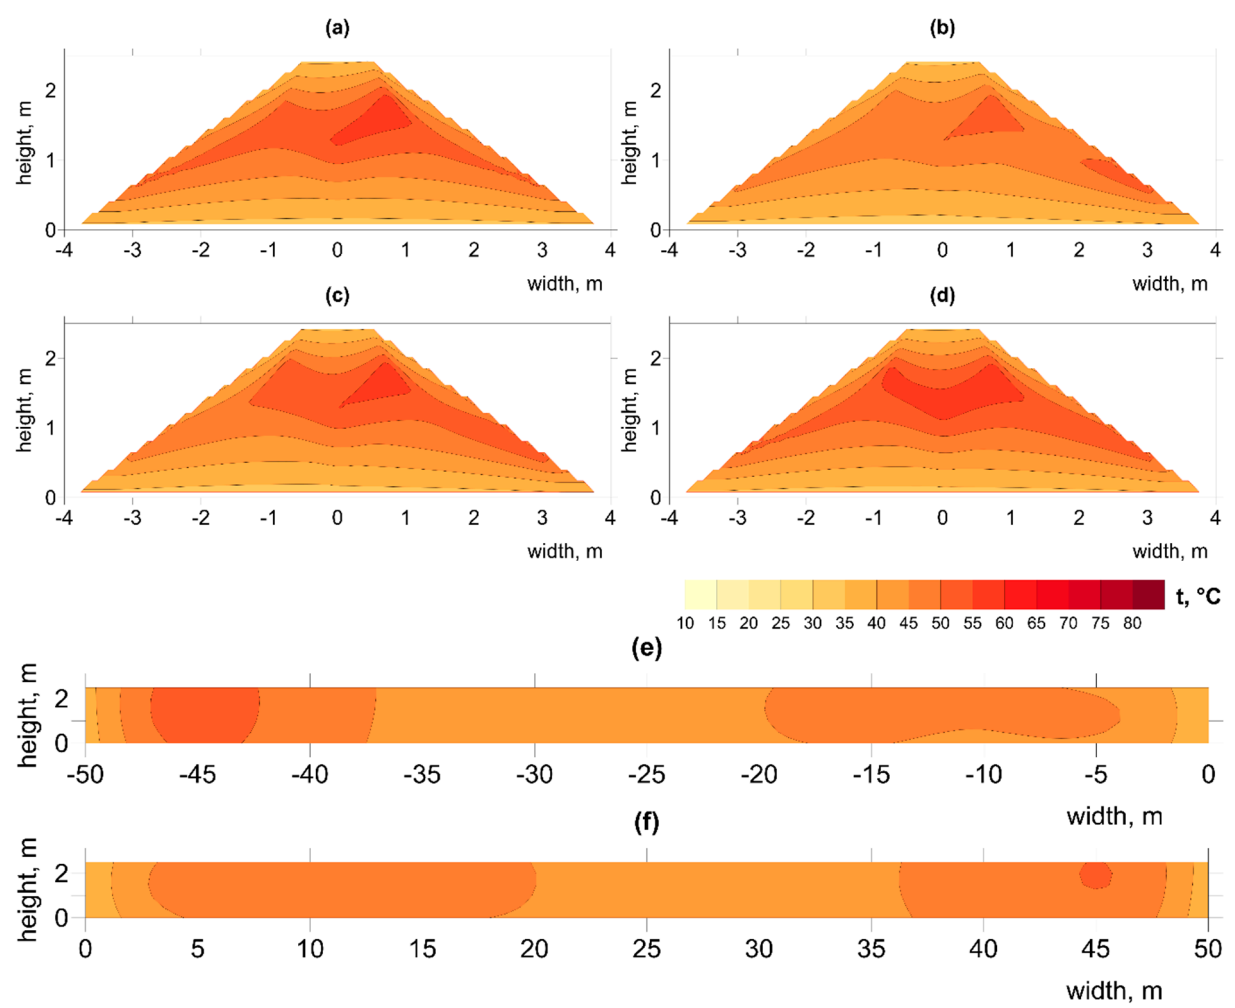 (a) (b)
height, m 2 1 0 height, m 2 1 0
-4 -3 -2 -1 0 1 2 3 4 -4 -3 -2 -1 0 1 2 3 4
width, m width, m
(c) (d)
height, m 2 1 0 height, m 2 1 0
-4 -3 -2 -1 0 1 2 3 4 -4 -3 -2 -1 0 1 2 3 4
width, m width, m
t, °C
10 15 20 25 30 35 40 45 50 55 60 65 70 75 80
(e)
height, m 2 0
-50 -45 -40 -35 -30 -25 -20 -15 -10 -5 0
width, m
(f)
height, m 2 0
0 5 10 15 20 25 30 35 40 45 50
width, m